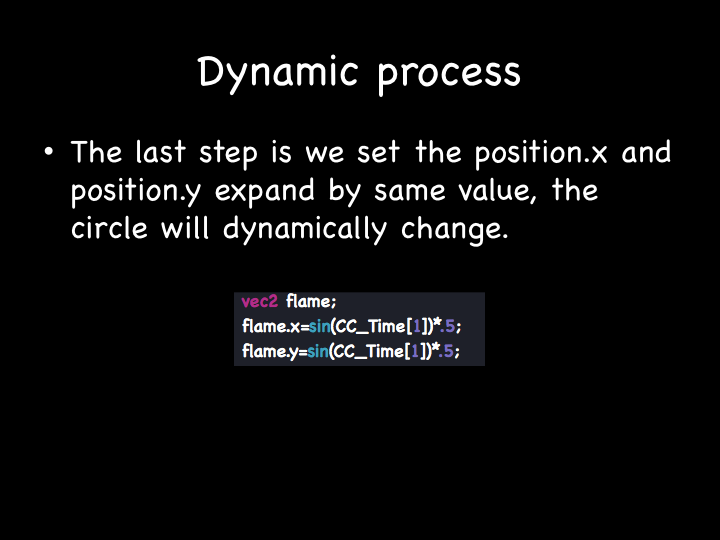 Dynamic process
• The last step is we set the position.x and
position.y expand by same value, the
circle will dynamically change.
vec2 flame;
flame.x=sin(CC_Time[1])*.5;
flame.y=sin(CC_Time[1])*.5;